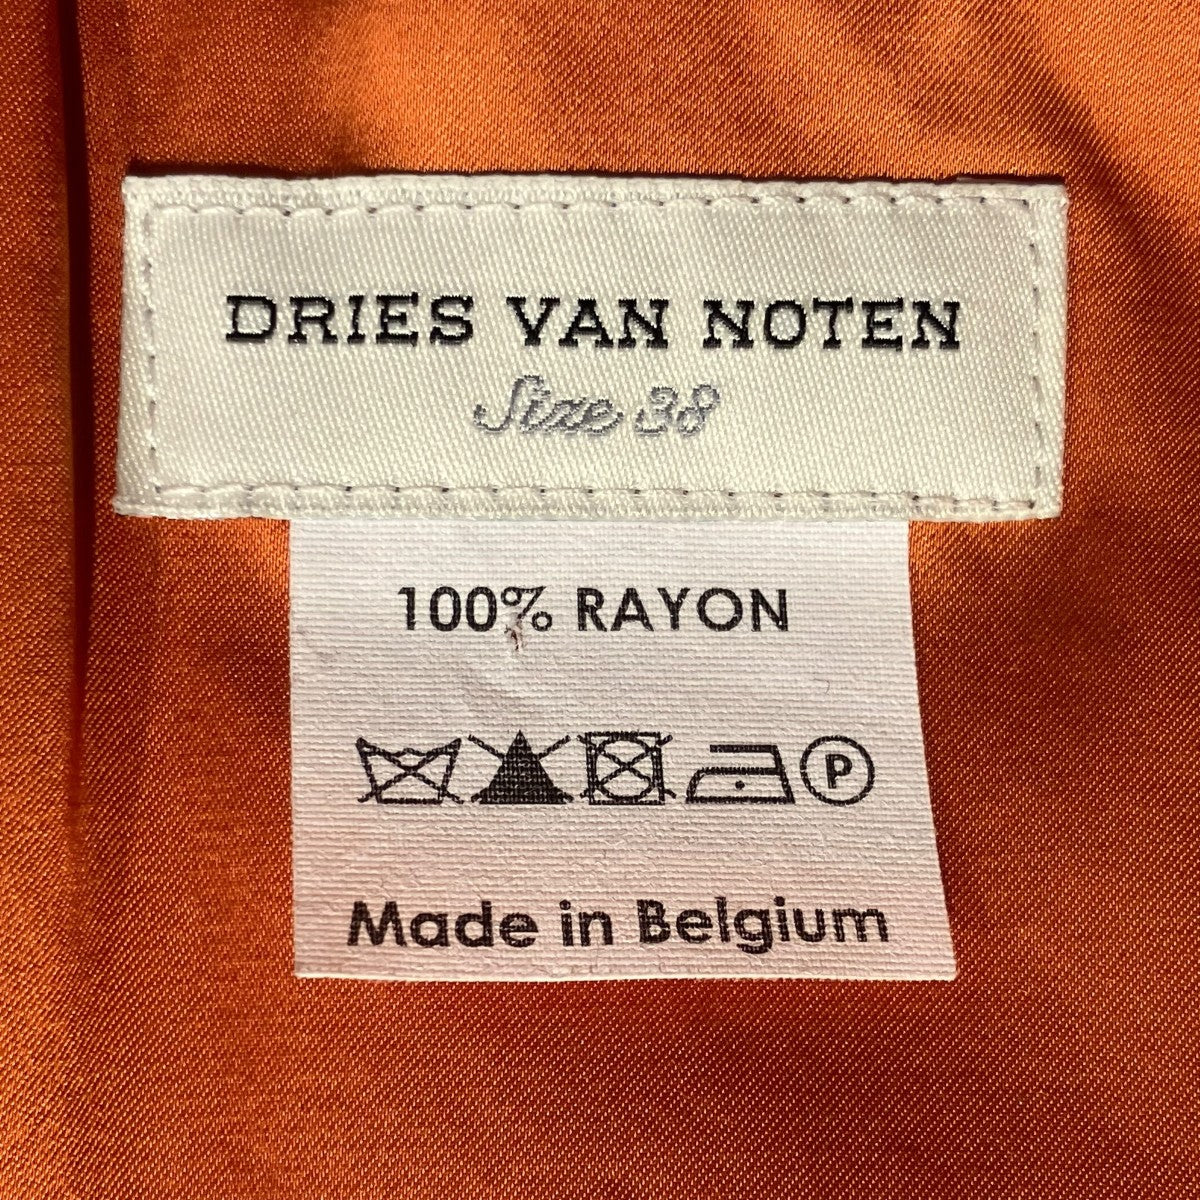 DRIES VAN NOTEN
Size 38
100% RAYON
P
Made in Belgium